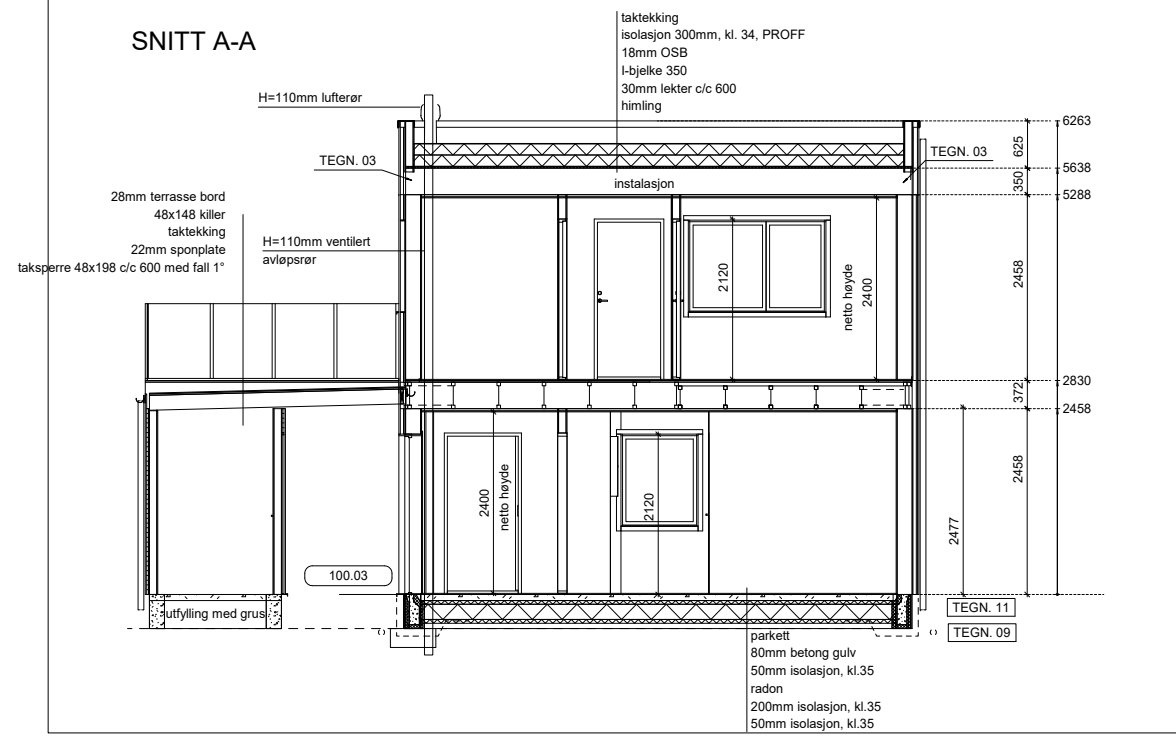 SNITT A-A
taktekking
isolasjon 300mm, kl. 34, PROFF
18mm OSB
I-bjelke 350
30mm lekter c/c 600
himling
H=110mm lufterør
TEGN. 03
TEGN. 03
instalasjon
28mm terrasse bord
48x148 killer
taktekking
22mm sponplate
taksperre 48x198 c/c 600 med fall 1°
H=110mm ventilert
avløpsrør
2120
netto høyde
2400
6263
625
5638
350
5288
2458
2830
372
2458
2458
2477
2400
netto høyde
2120
100.03
utfylling med grus
TEGN. 11
TEGN. 09
parkett
80mm betong gulv
50mm isolasjon, kl.35
radon
200mm isolasjon, kl.35
50mm isolasjon, kl.35